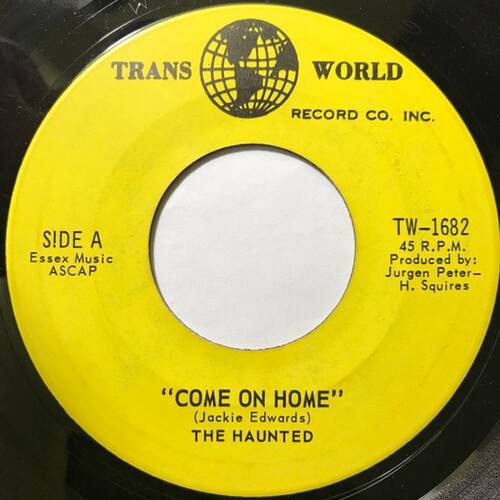 TRANS WORLD
RECORD CO. INC.
SIDE A
Essex Music
ASCAP
TW-1682
45 R.P.M.
Produced by:
Jurgen Peter-
H. Squires
"COME ON HOME"
(Jackie Edwards)
THE HAUNTED